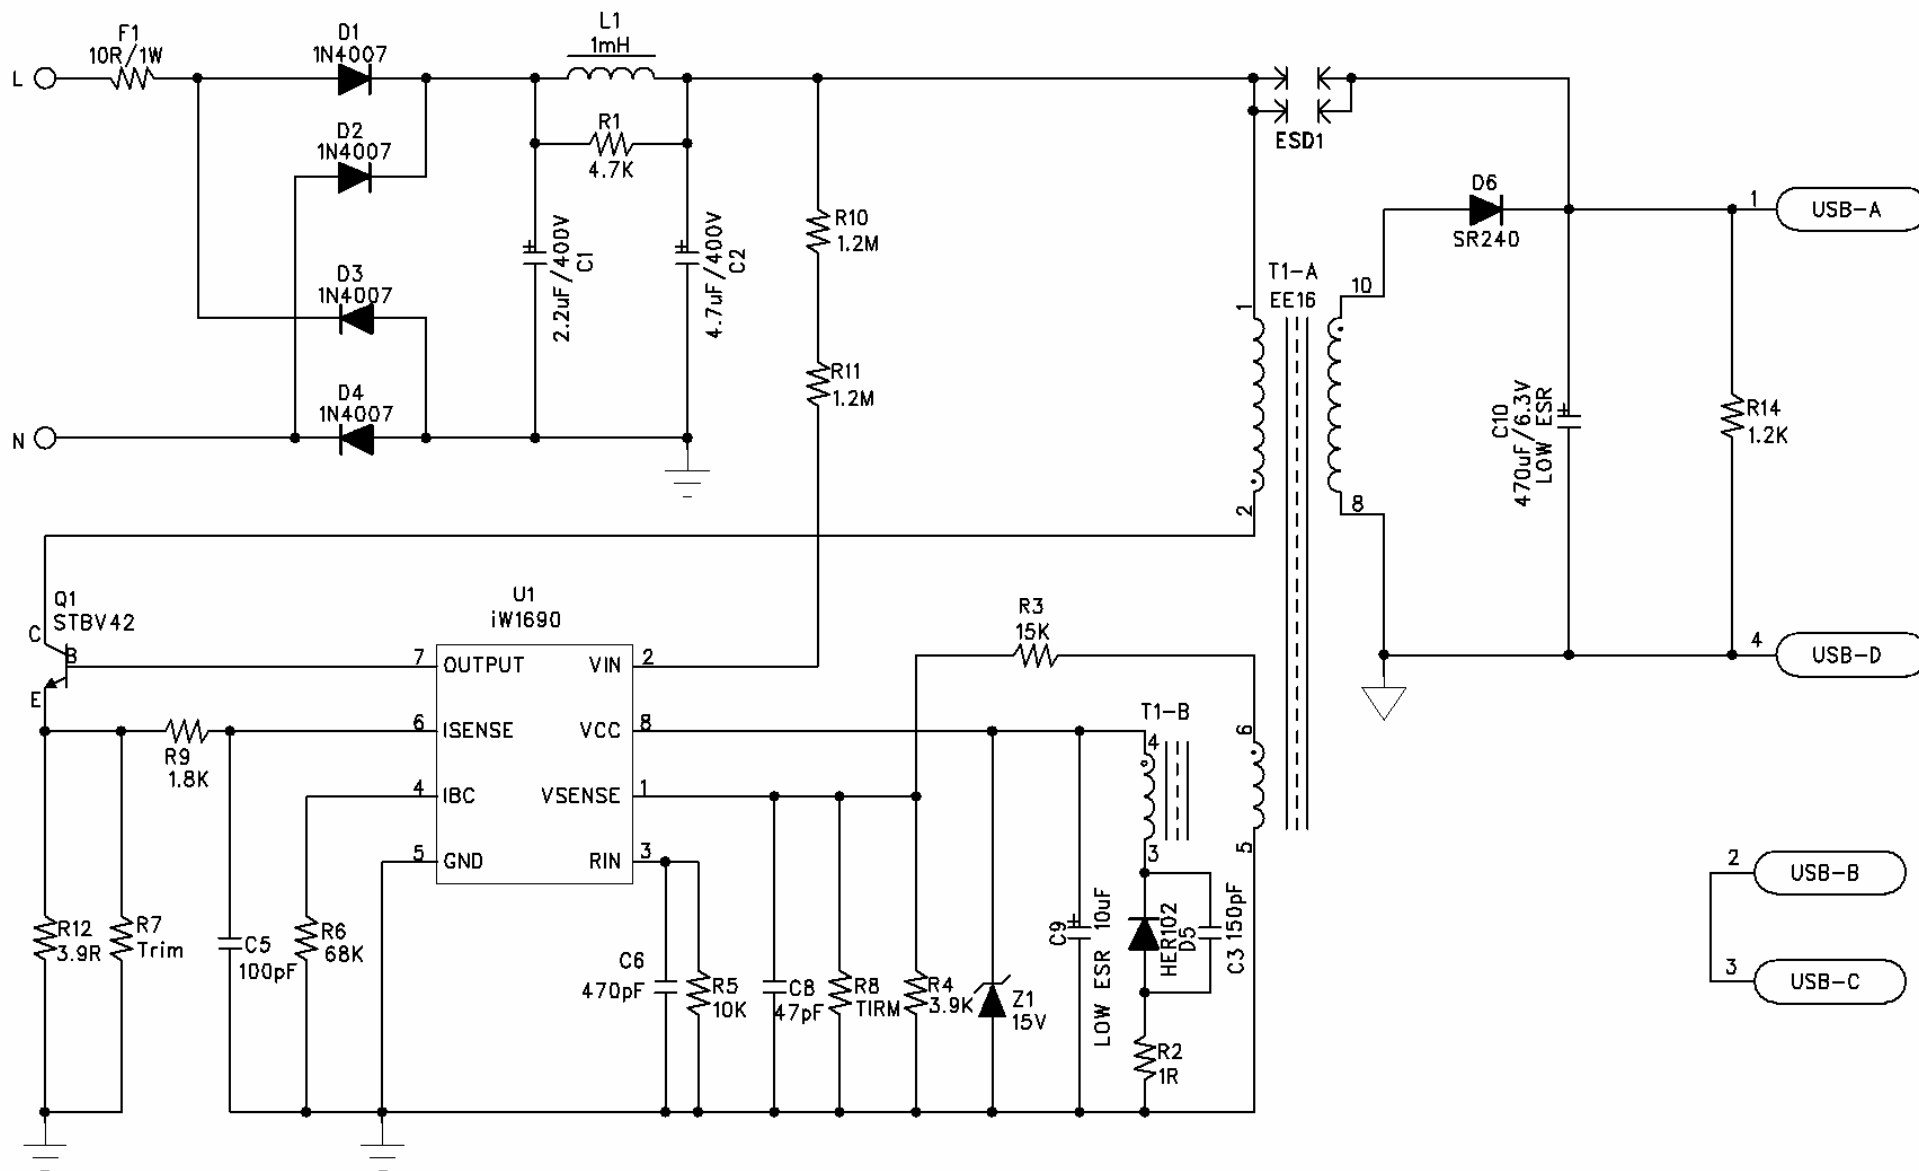 F1
10R/1W
L
D1
1N4007
L1
1mH
D2
1N4007
R1
4.7K
ESD1
D6
SR240
1
USB-A
R10
1.2M
2.2uF/400V
C1
4.7uF/400V
C2
D3
1N4007
T1-A
EE16
10
1
R11
1.2M
D4
1N4007
N
C10
470uF/6.3V
LOW ESR
R14
1.2K
2
8
Q1
STBV42
C
B
E
U1
iW1690
7
OUTPUT
VIN
2
6
ISENSE
VCC
8
4
IBC
VSENSE
1
5
GND
RIN
3
R3
15K
4
USB-D
T1-B
4
6
R9
1.8K
3
5
2
USB-B
3
USB-C
R12
3.9R
R7
Trim
C5
100pF
R6
68K
C6
470pF
R5
10K
C8
47pF
R8
TIRM
R4
3.9K
Z1
15V
C9
LOW ESR 10uF
HER102
D5
C3 150pF
R2
1R